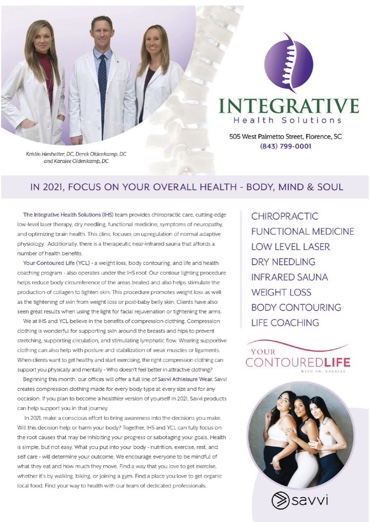 INTEGRATIVE
Health Solutions
505 West Palmetto Street, Florence, SC
(843) 799-0001
Kristin Hershelter, DC, Derek Oldenkamp, DC
and Karalee Oldenkamp, DC
IN 2021, FOCUS ON YOUR OVERALL HEALTH - BODY, MIND & SOUL
The Integrative Health Solutions (IHS) team provides chiropractic care, cutting-edge
low-level laser therapy, dry needling, functional medicine, symptoms of neuropathy,
and optimizing brain health. This clinic focuses on upregulation of normal adaptive
physiology. Additionally, there is a therapeutic near-infrared sauna that affords a
number of health benefits.
Your Contoured Life (YCL) - a weight loss, body contouring, and life and health
coaching program - also operates under the IHS roof. Our contour lighting procedure
helps reduce body circumference of the areas treated and also helps stimulate the
production of collagen to tighten skin. This procedure promotes weight loss as well
as the tightening of skin from weight loss or post-baby belly skin. Clients have also
seen great results when using the light for facial rejuvenation or tightening the arms.
We at IHS and YCL believe in the benefits of compression clothing. Compression
clothing is wonderful for supporting skin around the breasts and hips to prevent
stretching, supporting circulation, and stimulating lymphatic flow. Wearing supportive
clothing can also help with posture and stabilization of weak muscles or ligaments.
When clients want to get healthy and start exercising, the right compression clothing can
support you physically and mentally - Who doesn't feel better in attractive clothing?
Beginning this month, our offices will offer a full line of Savvi Athleisure Wear. Savvi
creates compression clothing made for every body type at every size and for any
occasion. If you plan to become a healthier version of yourself in 2021, Savvi products
can help support you in that journey.
In 2021, make a conscious effort to bring awareness into the decisions you make.
Will this decision help or harm your body? Together, IHS and YCL can fully focus on
the root causes that may be inhibiting your progress or sabotaging your goals. Health
is simple, but not easy. What you put into your body - nutrition, exercise, rest, and
self care - will determine your outcome. We encourage everyone to be mindful of
what they eat and how much they move. Find a way that you love to get exercise,
whether it's by walking, biking, or joining a gym. Find a place you love to get organic
local food. Find your way to health with our team of dedicated professionals.
CHIROPRACTIC
FUNCTIONAL MEDICINE
LOW LEVEL LASER
DRY NEEDLING
INFRARED SAUNA
WEIGHT LOSS
BODY CONTOURING
LIFE COACHING
YOUR
CONTOUREDLIFE
WITH DR. KARALEE
savvi